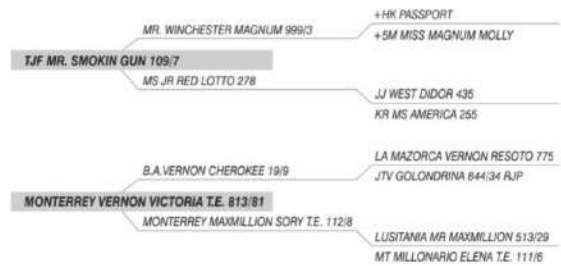 +HK PASSPORT
MR. WINCHESTER MAGNUM 999/3
+5M MISS MAGNUM MOLLY
TJF MR. SMOKIN GUN 109/7
MS JR RED LOTTO 278
JJ WEST DIDOR 435
KR MS AMERICA 255
LA MAZORCA VERNON RESOTO 775
B.A.VERNON CHEROKEE 19/9
JTV GOLONDRINA 844/34 RJP
MONTERREY VERNON VICTORIA T.E. 813/81
MONTERREY MAXMILLION SORY T.E. 112/8
LUSITANIA MR MAXMILLION 513/29
MT MILLONARIO ELENA T.E. 111/6